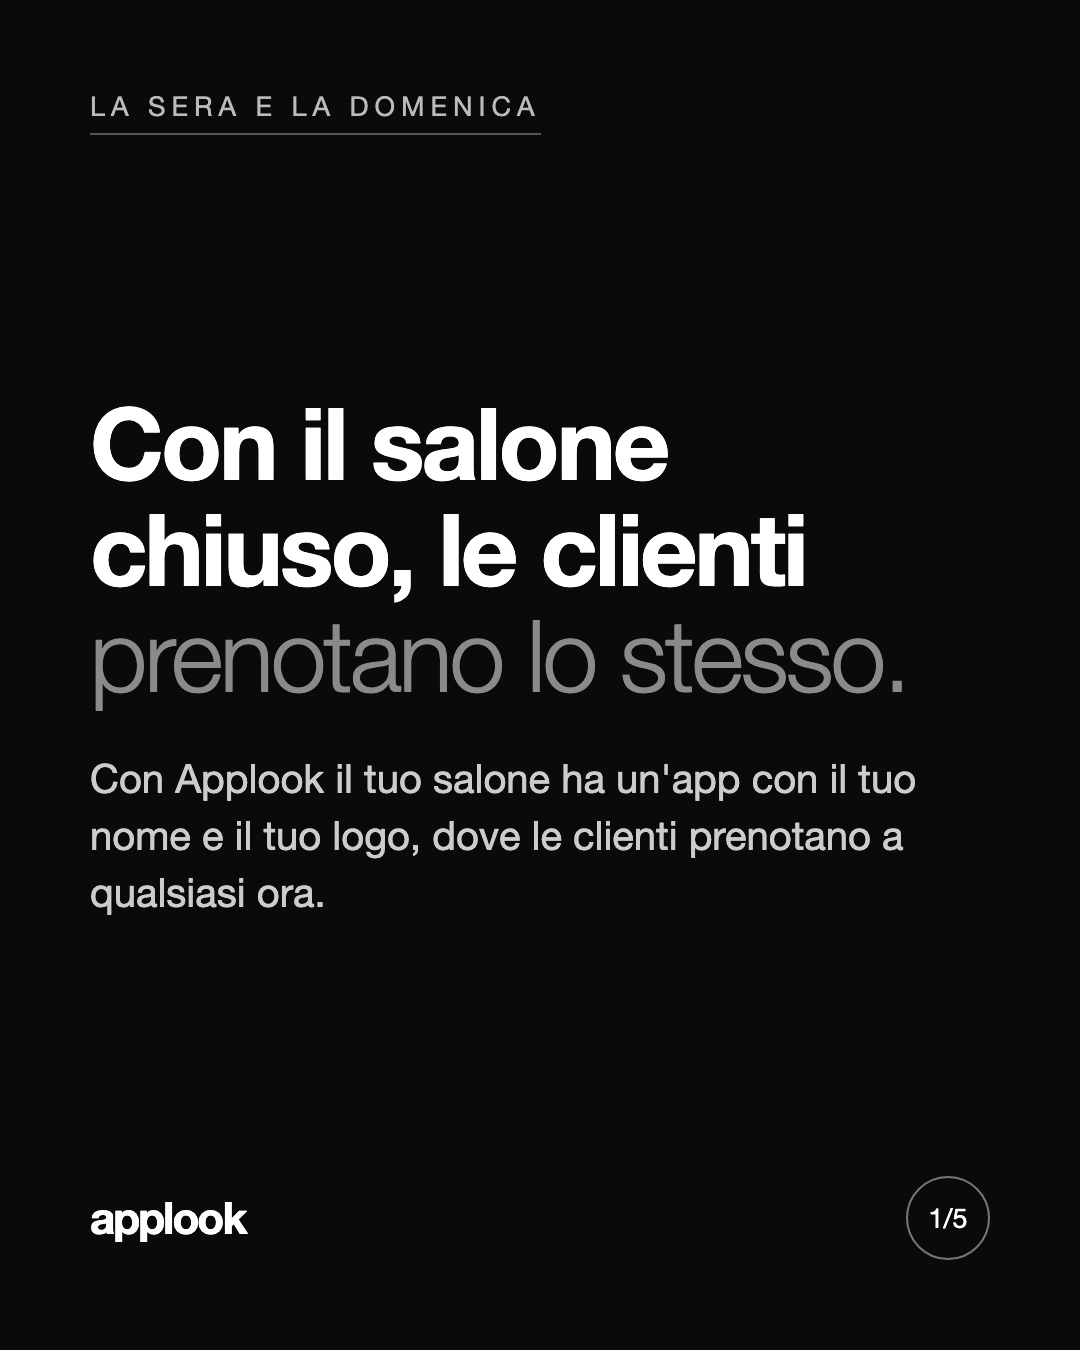 LA SERA E LA DOMENICA
Con il salone
chiuso, le clienti
prenotano lo stesso.
Con Applook il tuo salone ha un'app con il tuo
nome e il tuo logo, dove le clienti prenotano a
qualsiasi ora.
applook
1/5